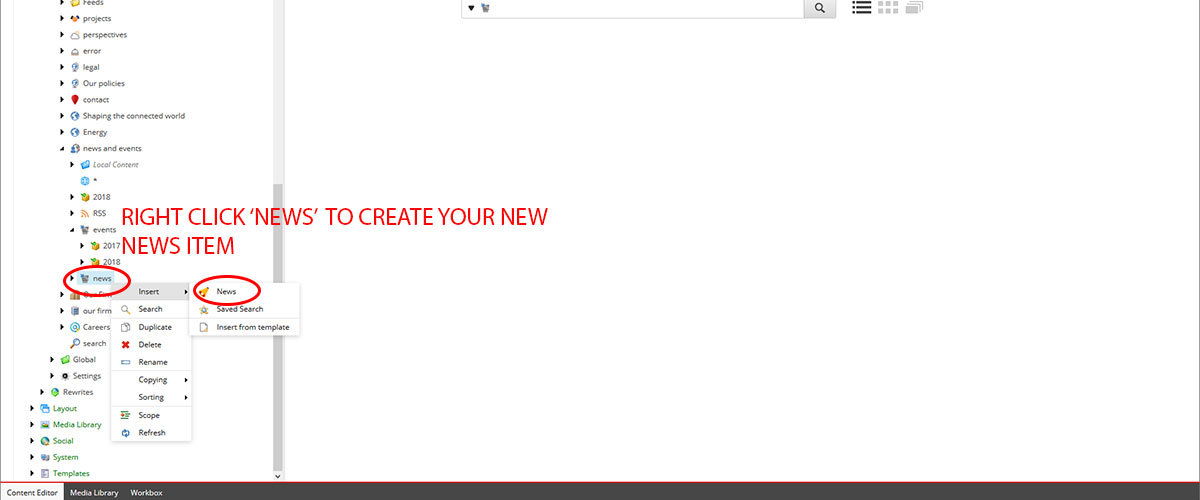 Feeds
projects
perspectives
error
legal
Our policies
contact
Shaping the connected world
Energy
news and events
Local Content
*
2018
RSS
RIGHT CLICK ‘NEWS’ TO CREATE YOUR NEW
NEWS ITEM
events
2017
2018
news
Insert
News
our firm
Search
Saved Search
Careers
Duplicate
Insert from template
search
Delete
Global
Rename
Settings
Copying
Rewrites
Sorting
Layout
Scope
Media Library
Refresh
Social
System
Templates
Content Editor Media Library Workbox